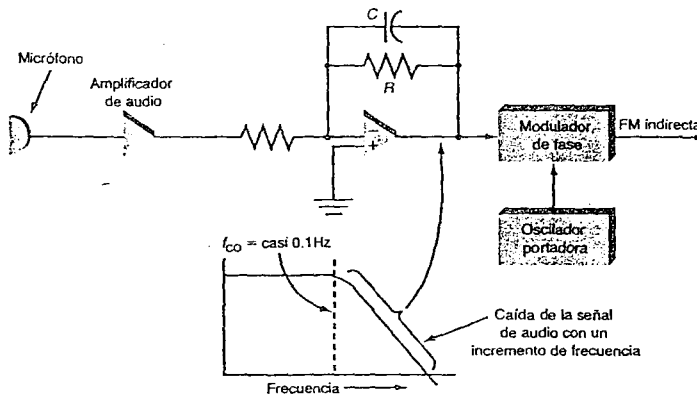 C
Micrófono
Amplificador
de audio
R
−
+
Modulador
de fase
FM indirecta
Oscilador
portadora
fCO = casi 0.1Hz
Caída de la señal
de audio con un
incremento de frecuencia
Frecuencia